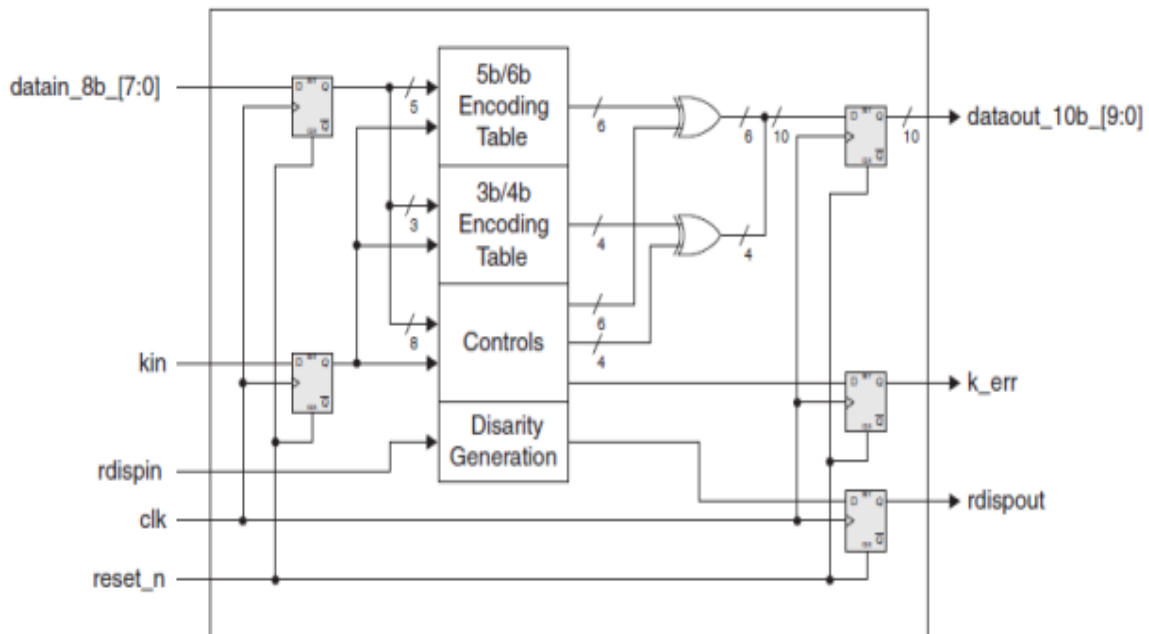 datain_8b_[7:0]
D
Q
Q
5
5b/6b
Encoding
Table
6
6
10
D
Q
Q
10
dataout_10b_[9:0]
3
3b/4b
Encoding
Table
4
4
8
Controls
6
4
kin
D
Q
Q
D
Q
Q
k_err
rdispin
Disarity
Generation
clk
D
Q
Q
rdispout
reset_n